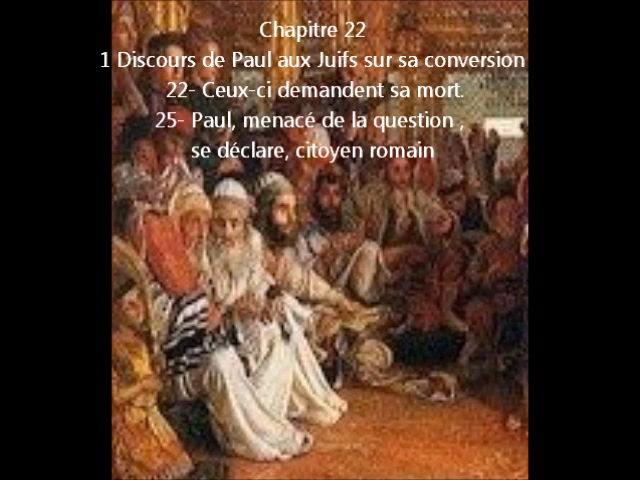 Chapitre 22
1 Discours de Paul aux Juifs sur sa conversion
22- Ceux-ci demandent sa mort.
25- Paul, menacé de la question ,
se déclare, citoyen romain